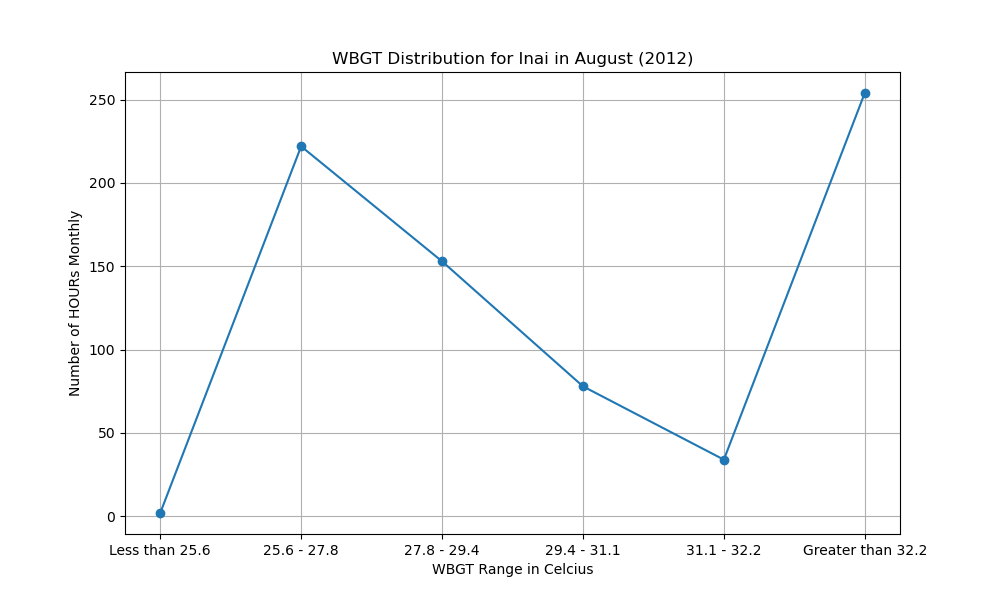 WBGT Distribution for Inai in August (2012)
Number of HOURs Monthly
250
200
150
100
50
0
Less than 25.6
25.6 - 27.8
27.8 - 29.4
29.4 - 31.1
31.1 - 32.2
Greater than 32.2
WBGT Range in Celcius